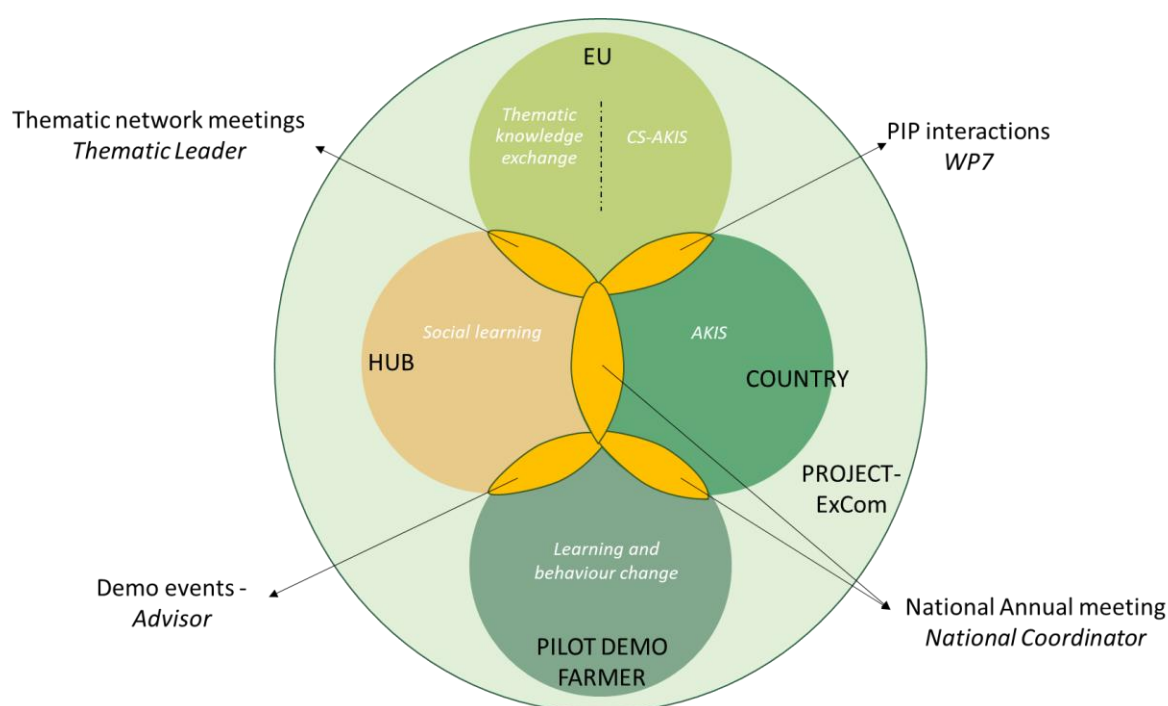 EU
Thematic
knowledge
exchange
CS-AKIS
Thematic network meetings
Thematic Leader
PIP interactions
WP7
Social learning
HUB
AKIS
COUNTRY
PROJECT-
ExCom
Learning and
behaviour change
PILOT DEMO
FARMER
Demo events -
Advisor
National Annual meeting
National Coordinator